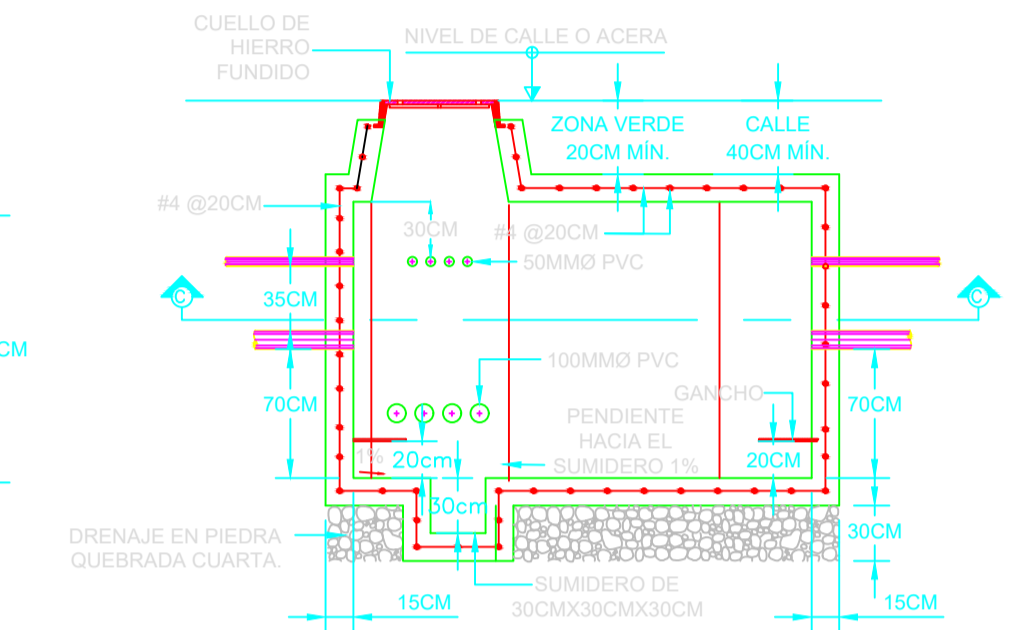 CUELLO DE
HIERRO
FUNDIDO
NIVEL DE CALLE O ACERA
ZONA VERDE
20CM MÍN.
CALLE
40CM MÍN.
#4 @20CM
30CM
#4 @20CM
50MMØ PVC
C
35CM
C
CM
100MMØ PVC
70CM
GANCHO
70CM
PENDIENTE
HACIA EL
SUMIDERO 1%
1%
20cm
20CM
30cm
DRENAJE EN PIEDRA
QUEBRADA CUARTA.
30CM
SUMIDERO DE
30CMX30CMX30CM
15CM
15CM